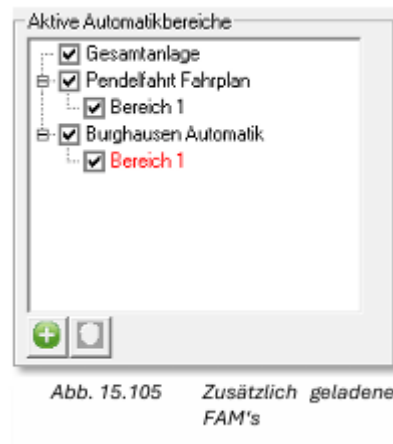 Aktive Automatikbereiche
Gesamtanlage
Pendelfahrt Fahrplan
Bereich 1
Burghausen Automatik
Bereich 1
Abb. 15.105 Zusätzlich geladene
FAM's